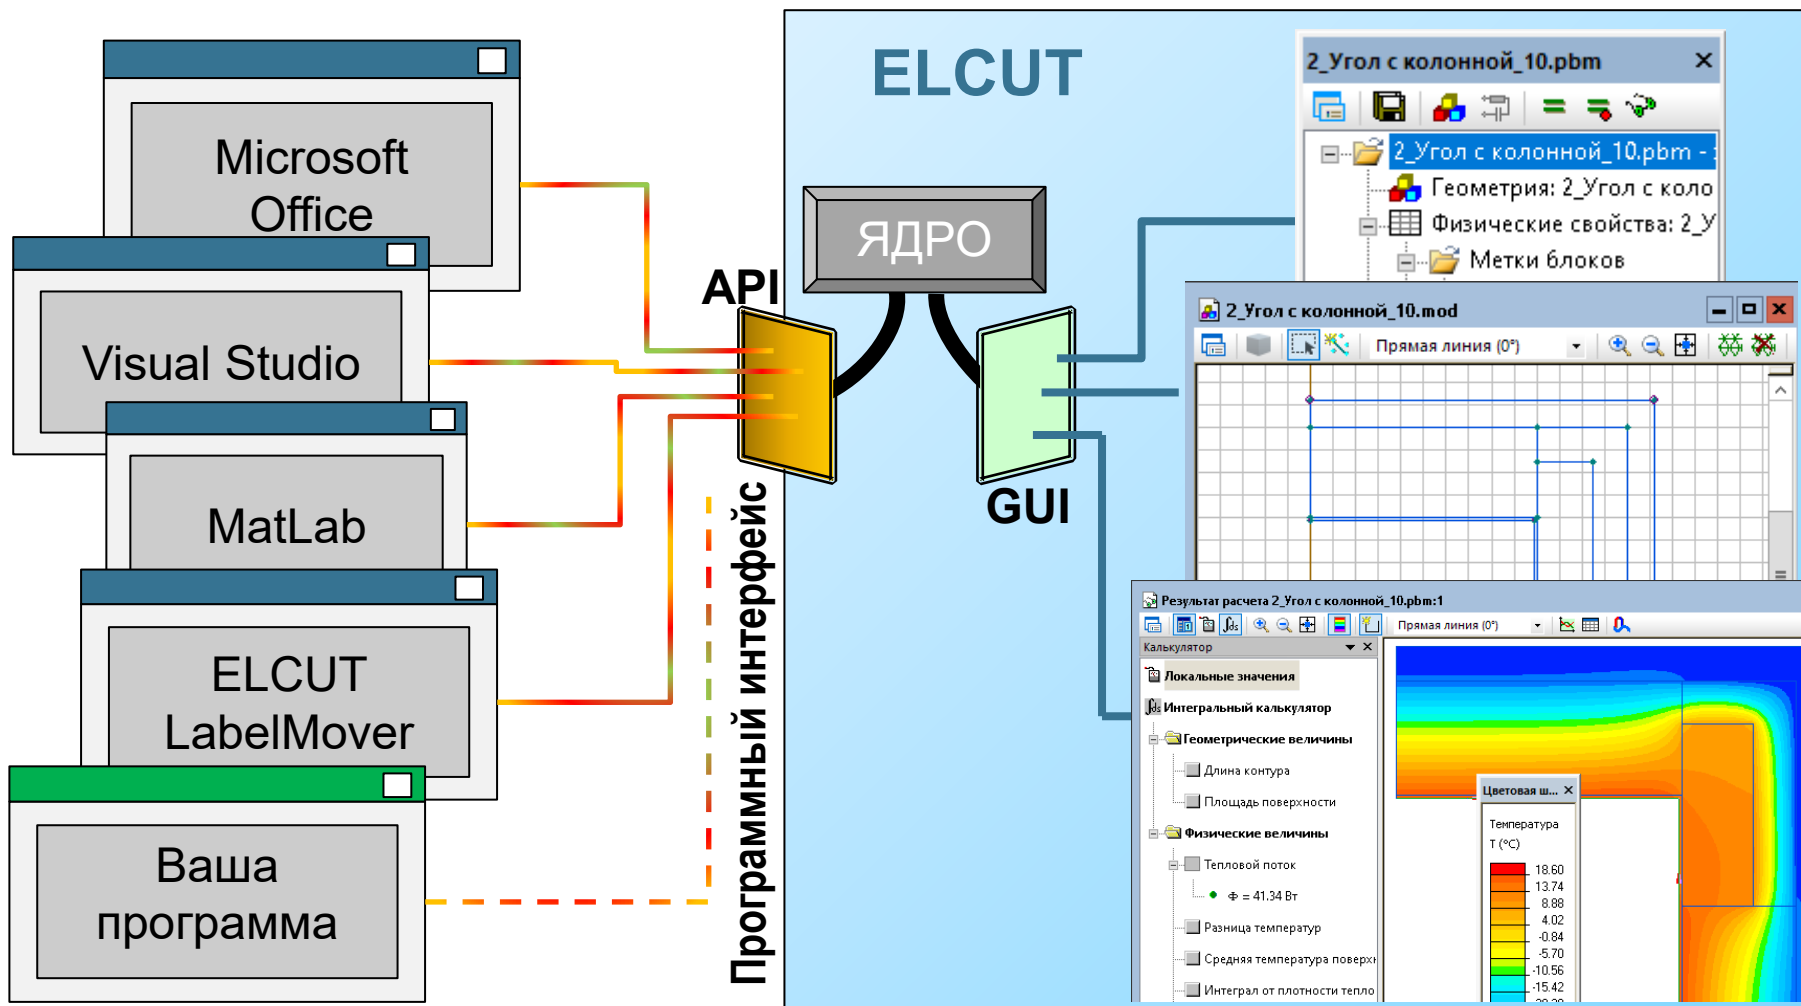 Microsoft
Office
Visual Studio
MatLab
ELCUT
LabelMover
Ваша
программа
API
Программный интерфейс
ELCUT
ЯДРО
GUI
2_Угол с колонной_10.pbm
2_Угол с колонной_10.pbm -
Геометрия: 2_Угол с коло
Физические свойства: 2_У
Метки блоков
2_Угол с колонной_10.mod
Прямая линия (0°)
Результат расчета 2_Угол с колонной_10.pbm:1
Прямая линия (0°)
Калькулятор
Локальные значения
Интегральный калькулятор
Геометрические величины
Длина контура
Площадь поверхности
Физические величины
Тепловой поток
Ф = 41.34 Вт
Разница температур
Средняя температура поверх
Интеграл от плотности тепло
Цветовая ш...
Температура
T (°C)
18.60
13.74
8.88
4.02
-0.84
-5.70
-10.56
-15.42